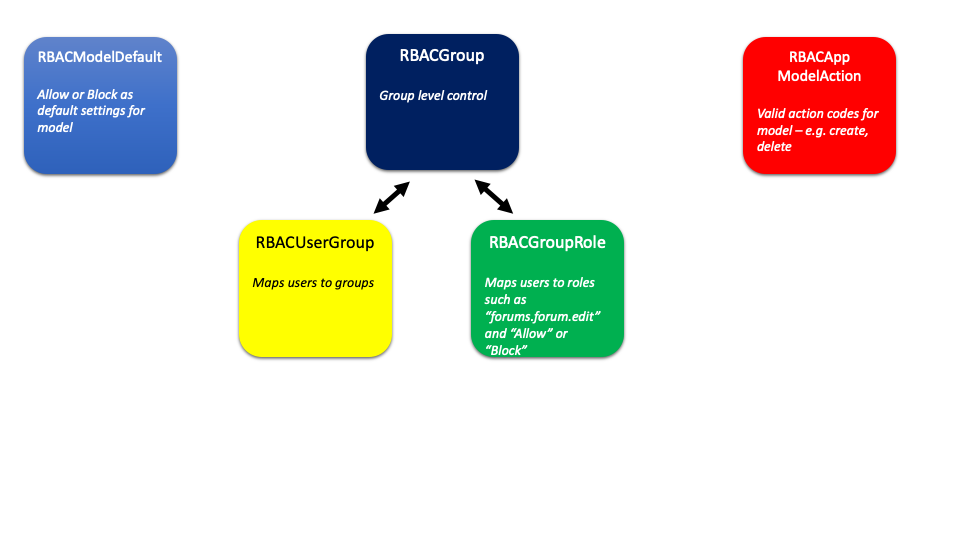 RBACModelDefault
Allow or Block as
default settings for
model
RBACGroup
Group level control
RBACApp
ModelAction
Valid action codes for
model – e.g. create,
delete
RBACUserGroup
Maps users to groups
RBACGroupRole
Maps users to roles
such as
“forums.forum.edit”
and “Allow” or
“Block”